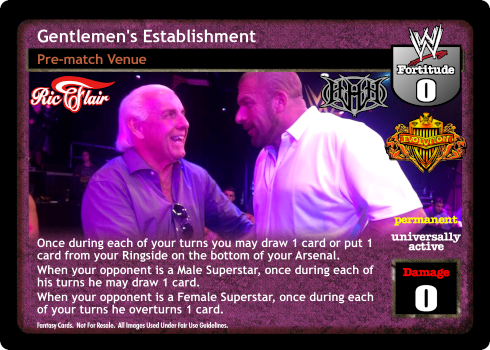 Gentlemen's Establishment
Pre-match Venue
W
Fortitude
0
Ric Flair
HHH
EVOLUTION
permanent
universally
active
Once during each of your turns you may draw 1 card or put 1
card from your Ringside on the bottom of your Arsenal.
When your opponent is a Male Superstar, once during each of
his turns he may draw 1 card.
When your opponent is a Female Superstar, once during each
of your turns he overturns 1 card.
Damage
0
Fantasy Cards. Not For Resale. All Images Used Under Fair Use Guidelines.